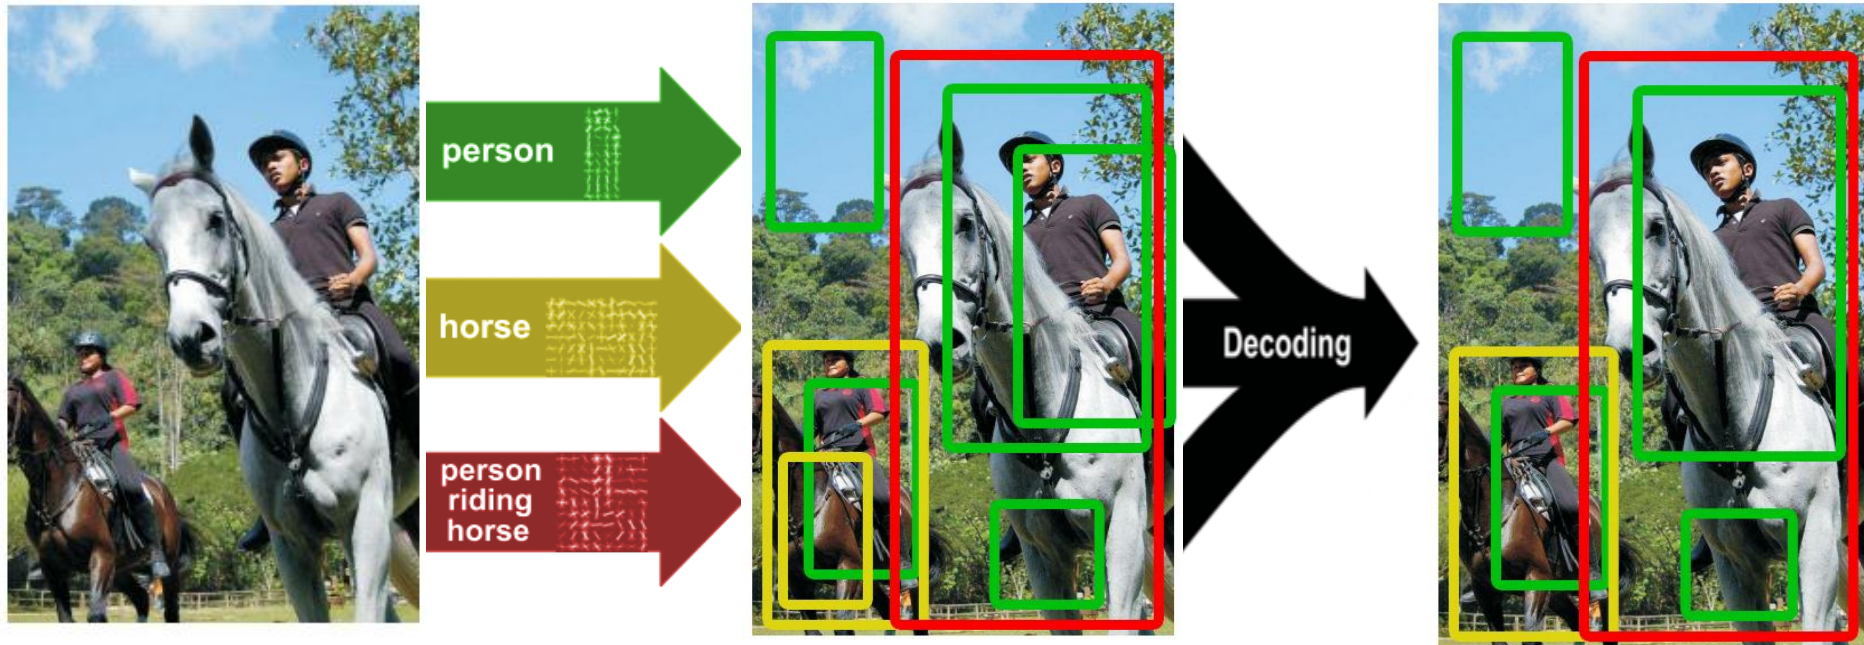 person
horse
person
riding
horse
Decoding